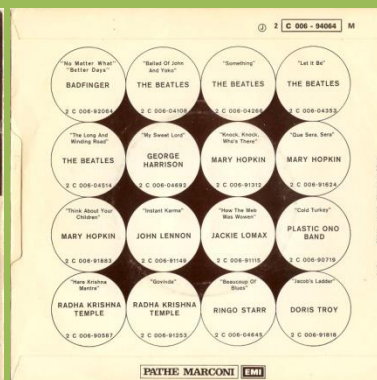 J 2 C 006 - 94064 M
"No Matter What"
"Better Days"
BADFINGER
2 C 006-92064
"Ballad Of John
And Yoko"
THE BEATLES
2 C 006-04108
"Something"
THE BEATLES
2 C 006-04266
"Let It Be"
THE BEATLES
2 C 006-04353
"The Long And
Winding Road"
THE BEATLES
2 C 006-04514
"My Sweet Lord"
GEORGE
HARRISON
2 C 006-04692
"Knock, Knock,
Who's There"
MARY HOPKIN
2 C 006-91312
"Que Sera, Sera"
MARY HOPKIN
2 C 006-91624
"Think About Your
Children"
MARY HOPKIN
2 C 006-91883
"Instant Karma"
JOHN LENNON
2 C 006-91149
"How The Web
Was Wowen"
JACKIE LOMAX
2 C 006-91115
"Cold Turkey"
PLASTIC ONO
BAND
2 C 006-90719
"Hare Krishna
Mantra"
RADHA KRISHNA
TEMPLE
2 C 006-90567
"Govinda"
RADHA KRISHNA
TEMPLE
2 C 006-91253
"Beaucoup Of
Blues"
RINGO STARR
2 C 006-04645
"Jacob's Ladder"
DORIS TROY
2 C 006-91818
PATHE MARCONI EMI